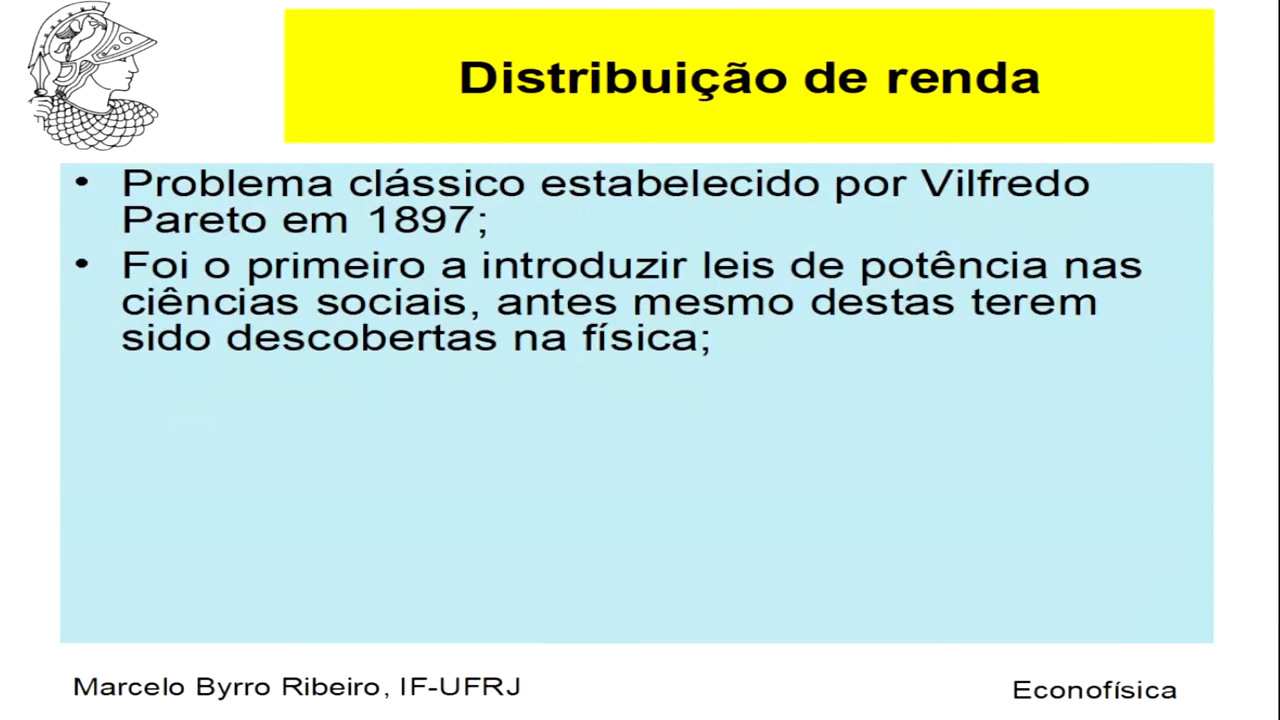 Distribuição de renda
• Problema clássico estabelecido por Vilfredo
Pareto em 1897;
• Foi o primeiro a introduzir leis de potência nas
ciências sociais, antes mesmo destas terem
sido descobertas na física;
Marcelo Byrro Ribeiro, IF-UFRJ
Econofísica